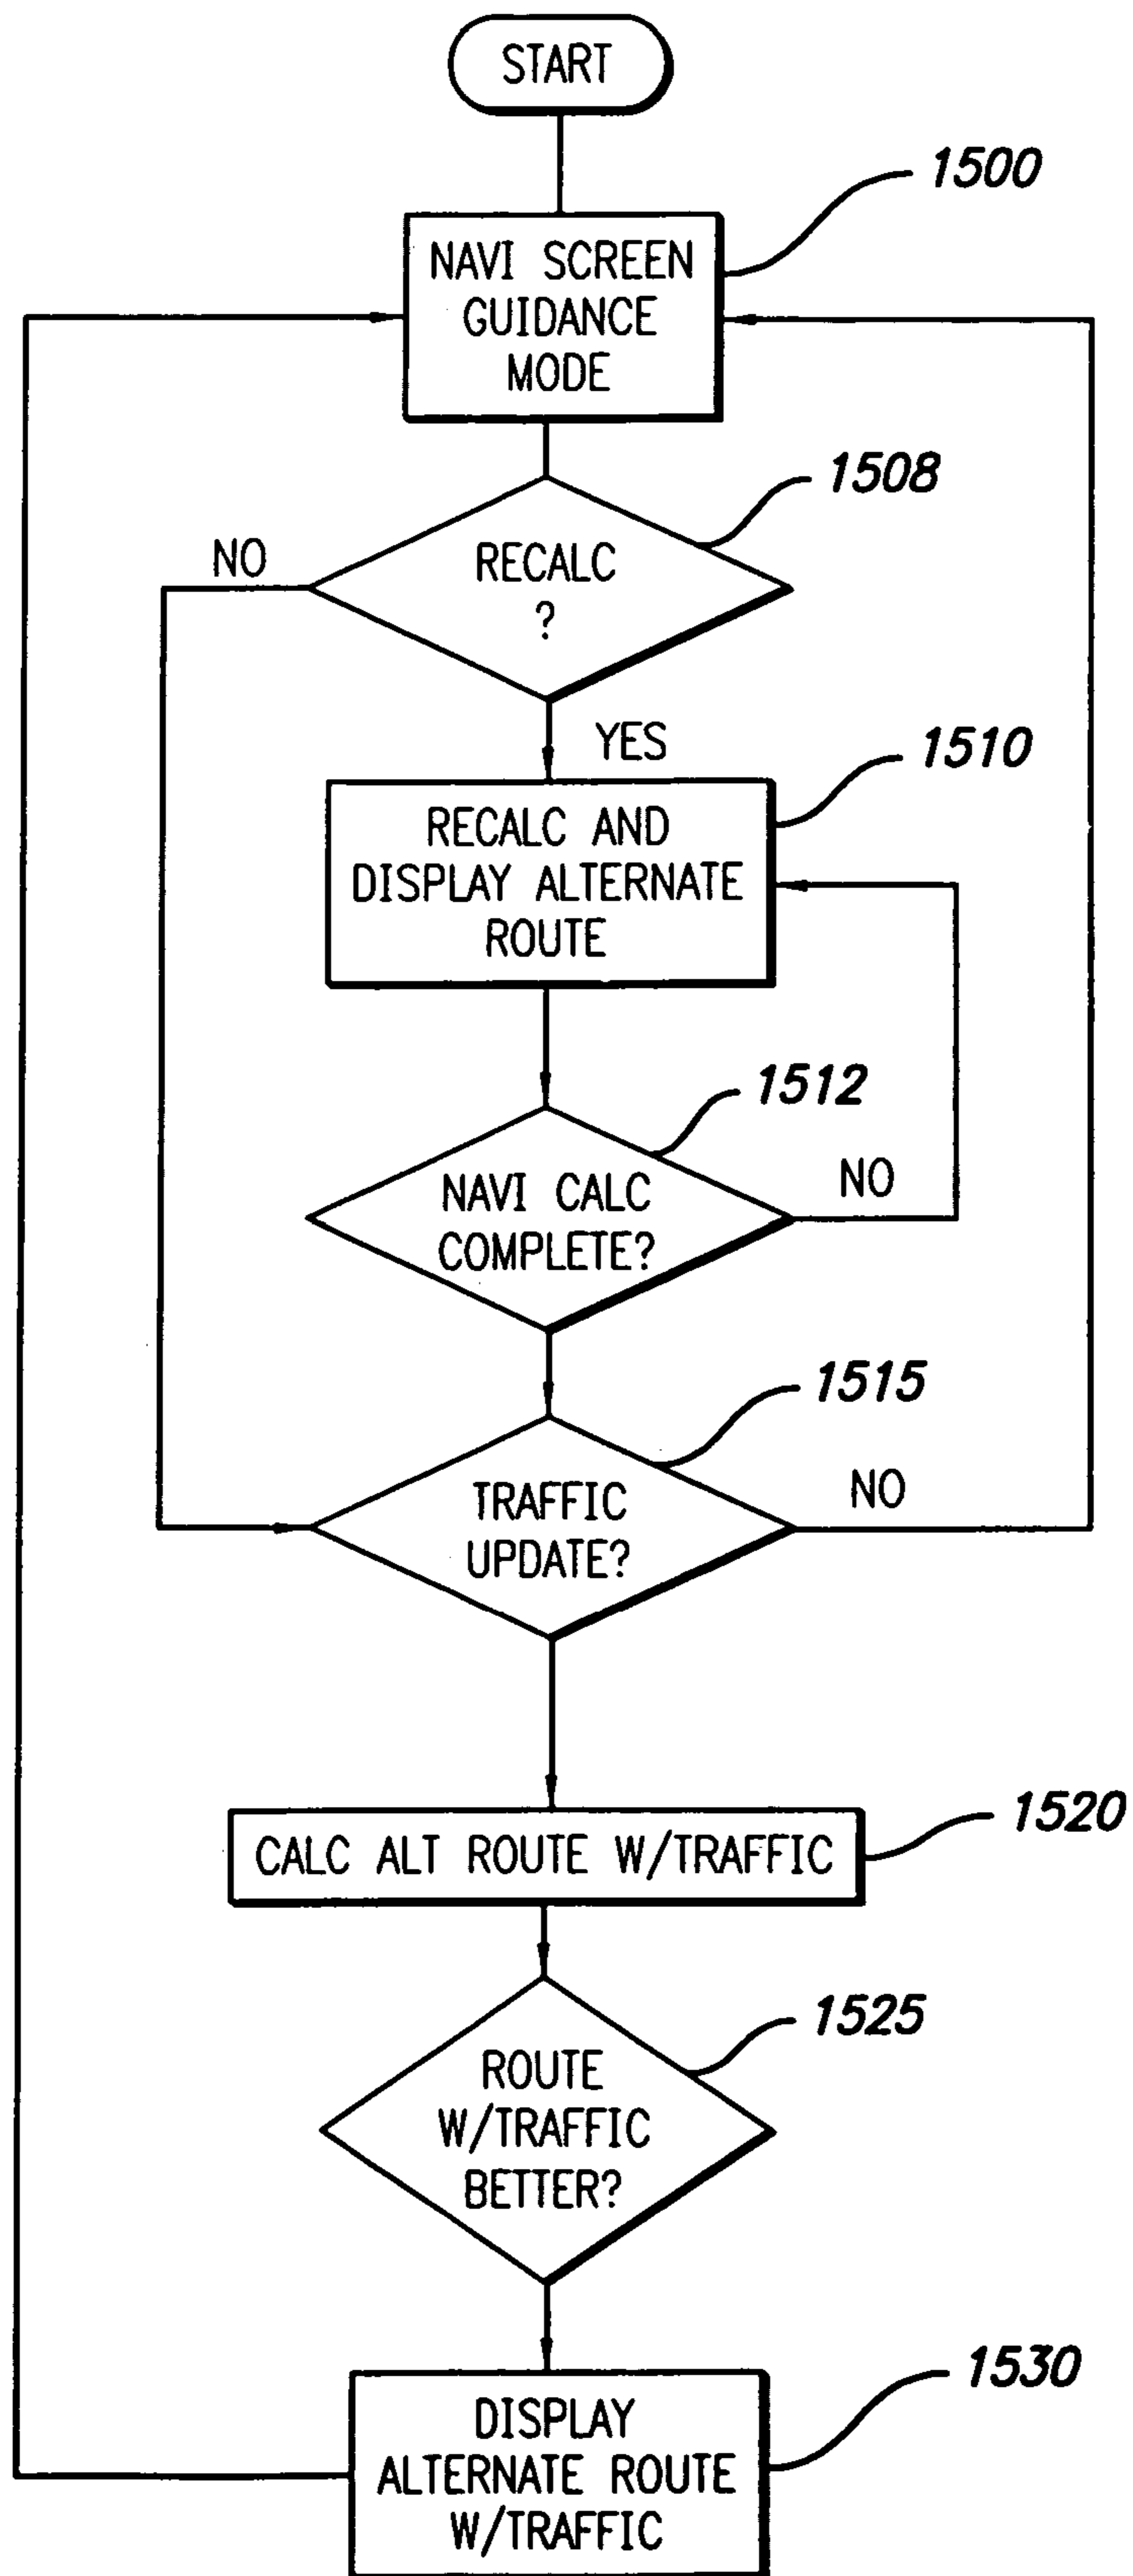 START
1500
NAVI SCREEN
GUIDANCE
MODE
1508
NO
RECALC
?
YES
1510
RECALC AND
DISPLAY ALTERNATE
ROUTE
1512
NAVI CALC
COMPLETE?
NO
1515
TRAFFIC
UPDATE?
NO
1520
CALC ALT ROUTE W/TRAFFIC
1525
ROUTE
W/TRAFFIC
BETTER?
1530
DISPLAY
ALTERNATE ROUTE
W/TRAFFIC